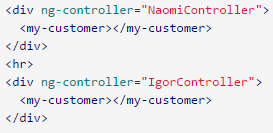 <div ng-controller="NaomiController">
  <my-customer></my-customer>
</div>
<hr>
<div ng-controller="IgorController">
  <my-customer></my-customer>
</div>